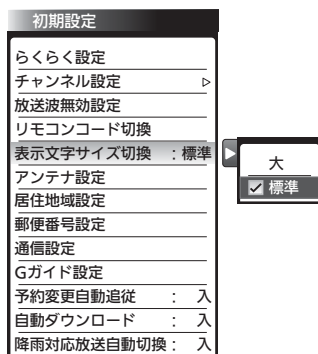 初期設定
らくらく設定
チャンネル設定
放送波無効設定
リモコンコード切換
表示文字サイズ切換 : 標準
大
標準
アンテナ設定
居住地域設定
郵便番号設定
通信設定
Gガイド設定
予約変更自動追従 : 入
自動ダウンロード : 入
降雨対応放送自動切換 : 入